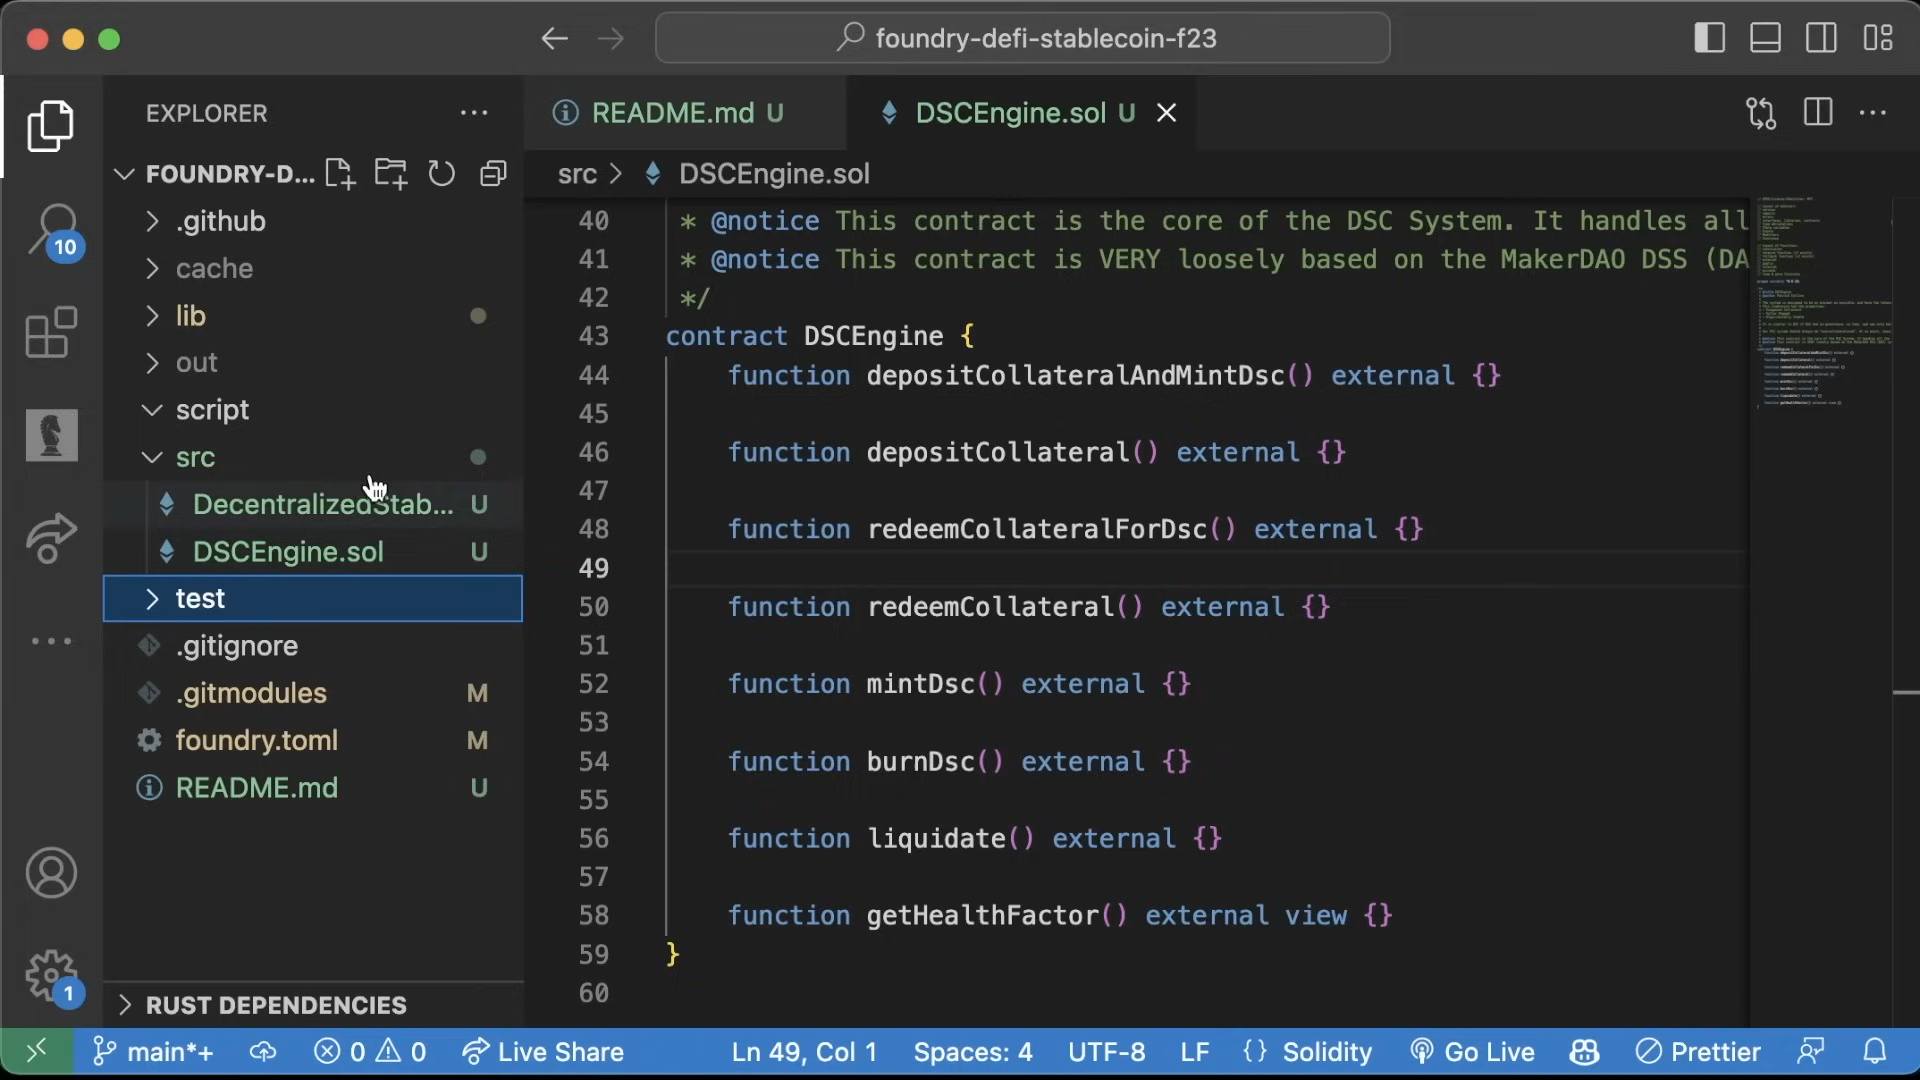 foundry-defi-stablecoin-f23
EXPLORER
README.md U
DSCEngine.sol U
FOUNDRY-D...
src > DSCEngine.sol
.github
cache
lib
out
script
src
DecentralizedStab... U
DSCEngine.sol U
test
.gitignore
.gitmodules M
foundry.toml M
README.md U
RUST DEPENDENCIES
10
1
40 * @notice This contract is the core of the DSC System. It handles all
41 * @notice This contract is VERY loosely based on the MakerDAO DSS (DA
42 */
43 contract DSCEngine {
44 function depositCollateralAndMintDsc() external {}
45
46 function depositCollateral() external {}
47
48 function redeemCollateralForDsc() external {}
49
50 function redeemCollateral() external {}
51
52 function mintDsc() external {}
53
54 function burnDsc() external {}
55
56 function liquidate() external {}
57
58 function getHealthFactor() external view {}
59 }
60
main*+ 0 0 Live Share Ln 49, Col 1 Spaces: 4 UTF-8 LF {} Solidity Go Live Prettier